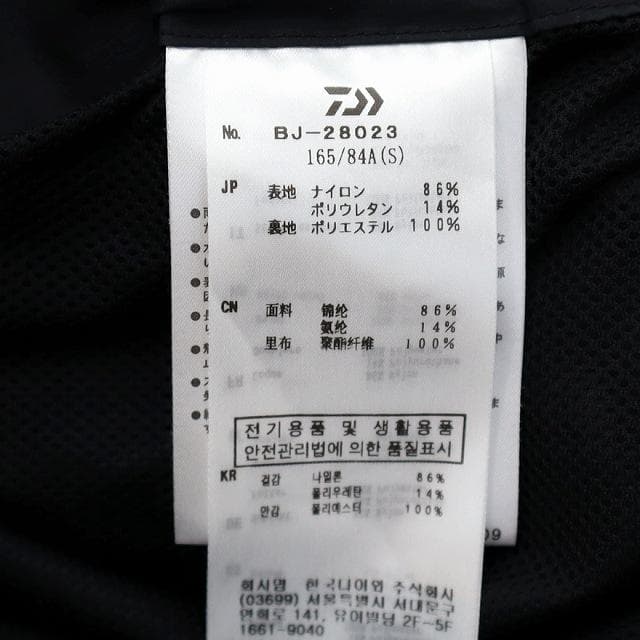 No. BJ-28023
165/84A(S)
JP 表地 ナイロン 86%
ポリウレタン 14%
裏地 ポリエステル 100%
CN 面料 锦纶 86%
氨纶 14%
里布 聚酯纤维 100%
전기용품 및 생활용품
안전관리법에 의한 품질표시
KR 겉감 나일론 86%
폴리우레탄 14%
안감 폴리에스터 100%
회사명 한국다이와 주식회사
(03699) 서울특별시 서대문구
연희로 141, 유어빌딩 2F-5F
1661-9040
09